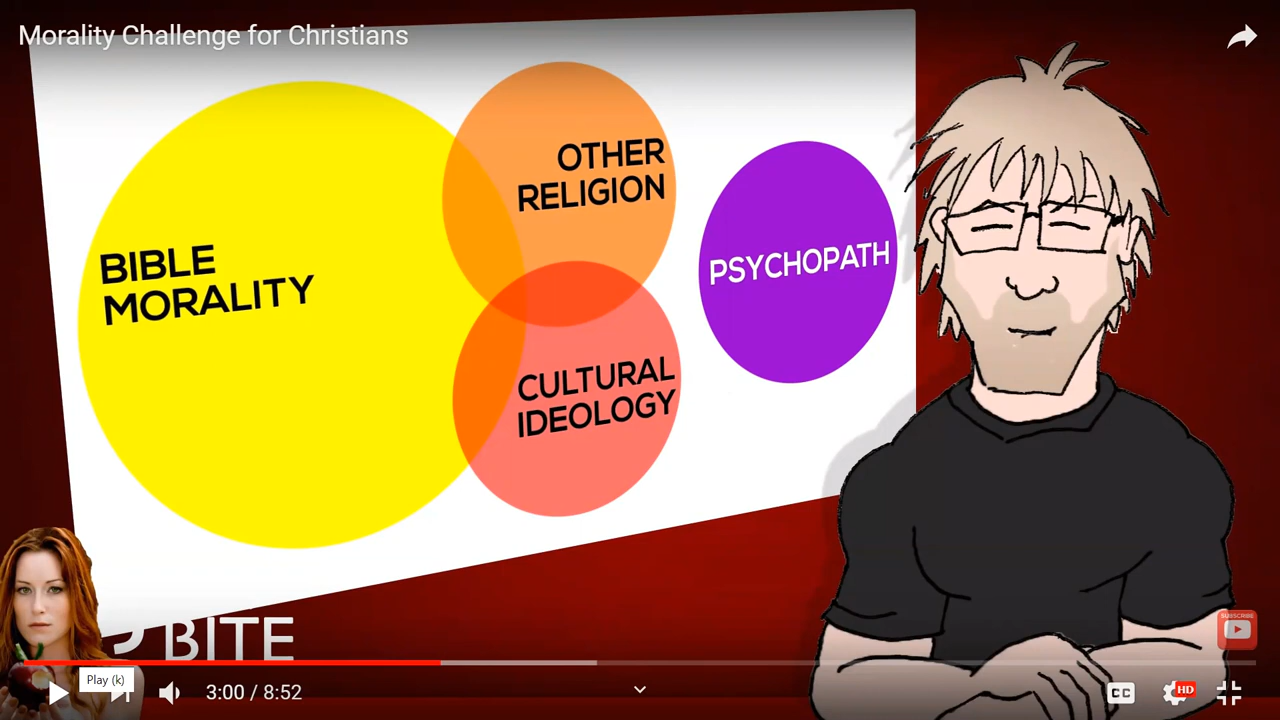 Morality Challenge for Christians
BIBLE
MORALITY
OTHER
RELIGION
PSYCHOPATH
CULTURAL
IDEOLOGY
BITE
SUBSCRIBE
Play (k)
3:00 / 8:52
CC
HD